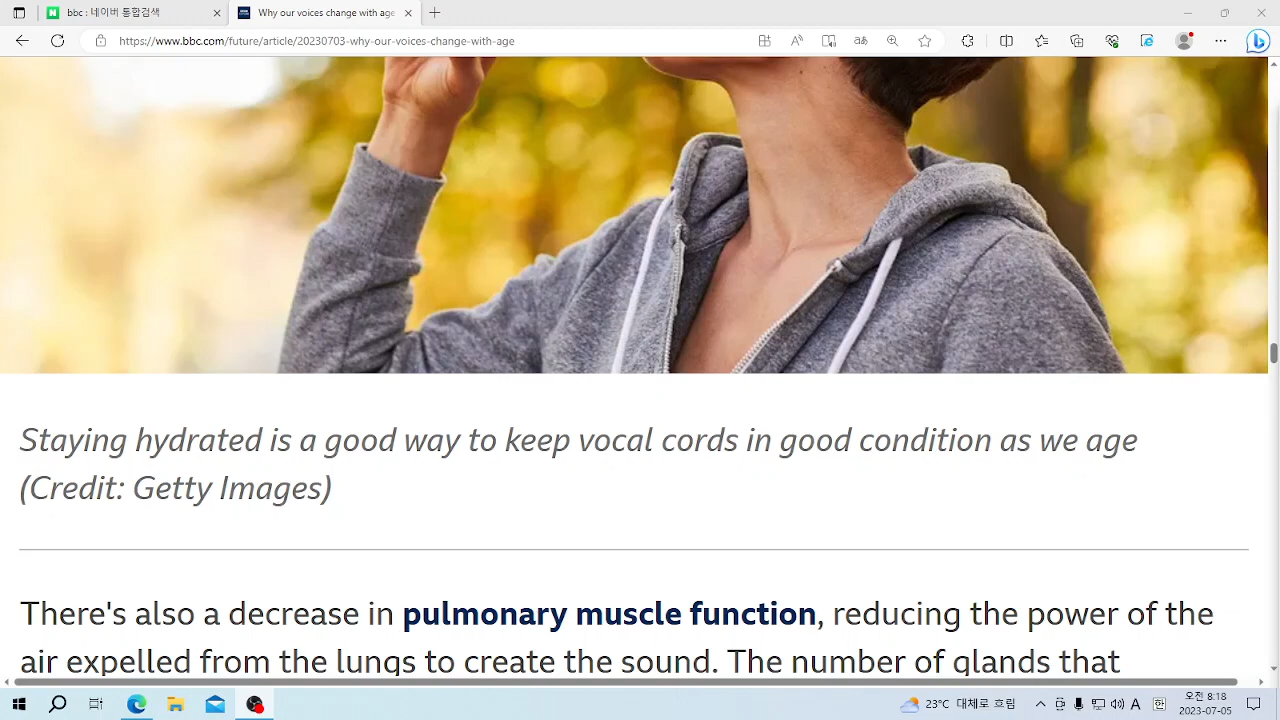 bbc : 네이버 통합검색
Why our voices change with age
https://www.bbc.com/future/article/20230703-why-our-voices-change-with-age
Staying hydrated is a good way to keep vocal cords in good condition as we age
(Credit: Getty Images)
There's also a decrease in pulmonary muscle function, reducing the power of the
air expelled from the lungs to create the sound. The number of glands that
23°C 대체로 흐림
A
오전 8:18
2023-07-05